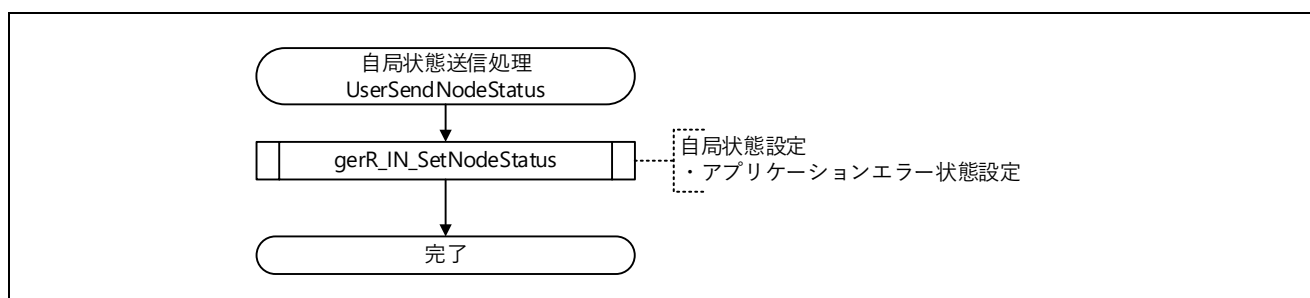 自局状態送信処理
UserSendNodeStatus
gerR_IN_SetNodeStatus
自局状態設定
・アプリケーションエラー状態設定
完了